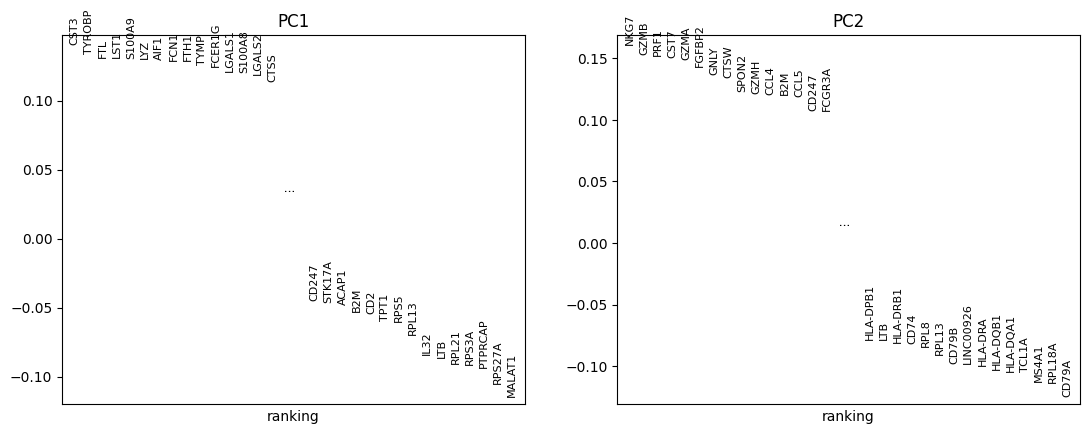 PC1
0.10
0.05
0.00
−0.05
−0.10
CST3
TYROBP
FTL
LST1
S100A9
LYZ
AIF1
FCN1
FTH1
TYMP
FCER1G
LGALS1
S100A8
LGALS2
CTSS
...
CD247
STK17A
ACAP1
B2M
CD2
TPT1
RPS5
RPL13
IL32
LTB
RPL21
RPS3A
PTPRCAP
RPS27A
MALAT1
ranking
PC2
0.15
0.10
0.05
0.00
−0.05
−0.10
NKG7
GZMB
PRF1
CST7
GZMA
FGFBP2
GNLY
CTSW
SPON2
GZMH
CCL4
B2M
CCL5
CD247
FCGR3A
...
HLA-DPB1
LTB
HLA-DRB1
CD74
RPL8
RPL13
CD79B
LINC00926
HLA-DRA
HLA-DQB1
HLA-DQA1
TCL1A
MS4A1
RPL18A
CD79A
ranking